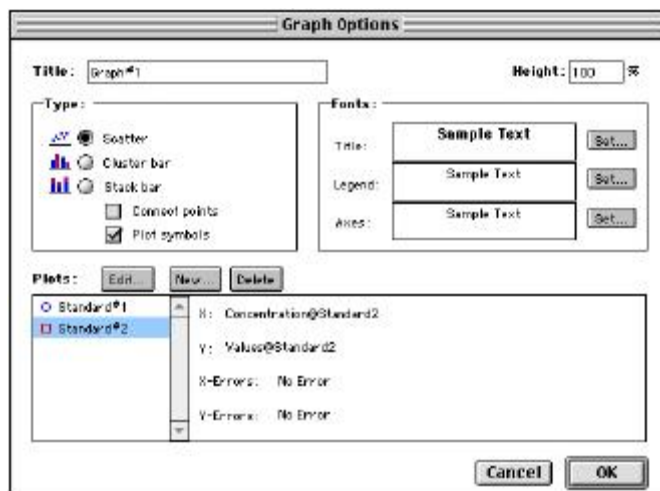 Graph Options
Title: Graph#1 Height: 100 %
Type:
Scatter
Cluster bar
Stack bar
Connect points
Plot symbols
Fonts:
Title: Sample Text Set...
Legend: Sample Text Set...
Axes: Sample Text Set...
Plots: Edit... New... Delete
Standard#1
Standard#2
X: Concentration@Standard2
Y: Values@Standard2
X-Errors: No Error
Y-Errors: No Error
Cancel OK